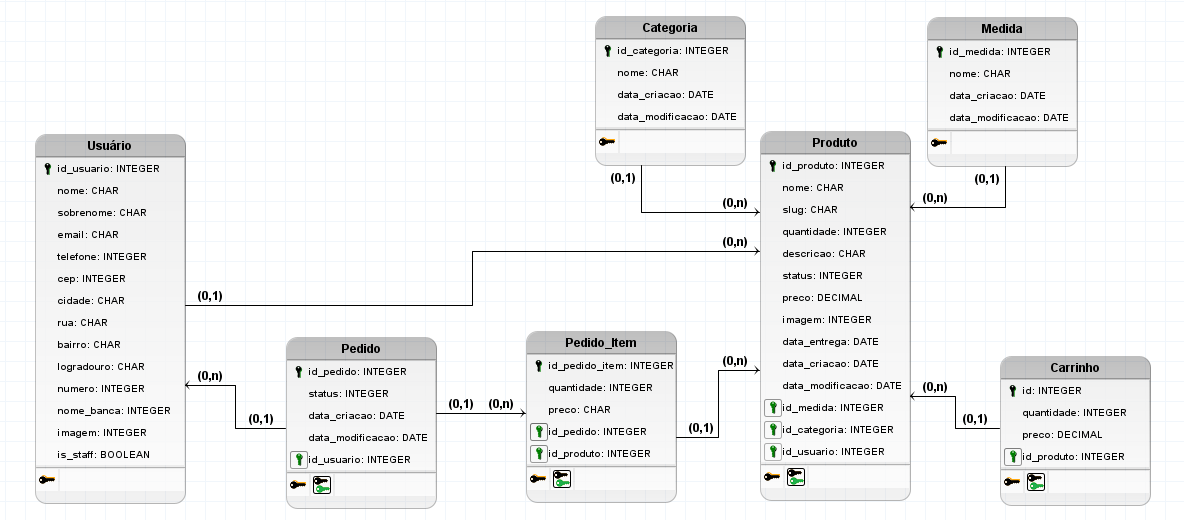 Categoria
id_categoria: INTEGER
nome: CHAR
data_criacao: DATE
data_modificacao: DATE
(0,1)
(0,n)
Medida
id_medida: INTEGER
nome: CHAR
data_criacao: DATE
data_modificacao: DATE
(0,1)
(0,n)
Usuário
id_usuario: INTEGER
nome: CHAR
sobrenome: CHAR
email: CHAR
telefone: INTEGER
cep: INTEGER
cidade: CHAR
rua: CHAR
bairro: CHAR
logradouro: CHAR
numero: INTEGER
nome_banca: INTEGER
imagem: INTEGER
is_staff: BOOLEAN
(0,1)
(0,n)
(0,n)
(0,1)
Pedido
id_pedido: INTEGER
status: INTEGER
data_criacao: DATE
data_modificacao: DATE
id_usuario: INTEGER
(0,1)
(0,n)
Pedido_Item
id_pedido_item: INTEGER
quantidade: INTEGER
preco: CHAR
id_pedido: INTEGER
id_produto: INTEGER
(0,1)
(0,n)
Produto
id_produto: INTEGER
nome: CHAR
slug: CHAR
quantidade: INTEGER
descricao: CHAR
status: INTEGER
preco: DECIMAL
imagem: INTEGER
data_entrega: DATE
data_criacao: DATE
data_modificacao: DATE
id_medida: INTEGER
id_categoria: INTEGER
id_usuario: INTEGER
(0,n)
(0,1)
Carrinho
id: INTEGER
quantidade: INTEGER
preco: DECIMAL
id_produto: INTEGER